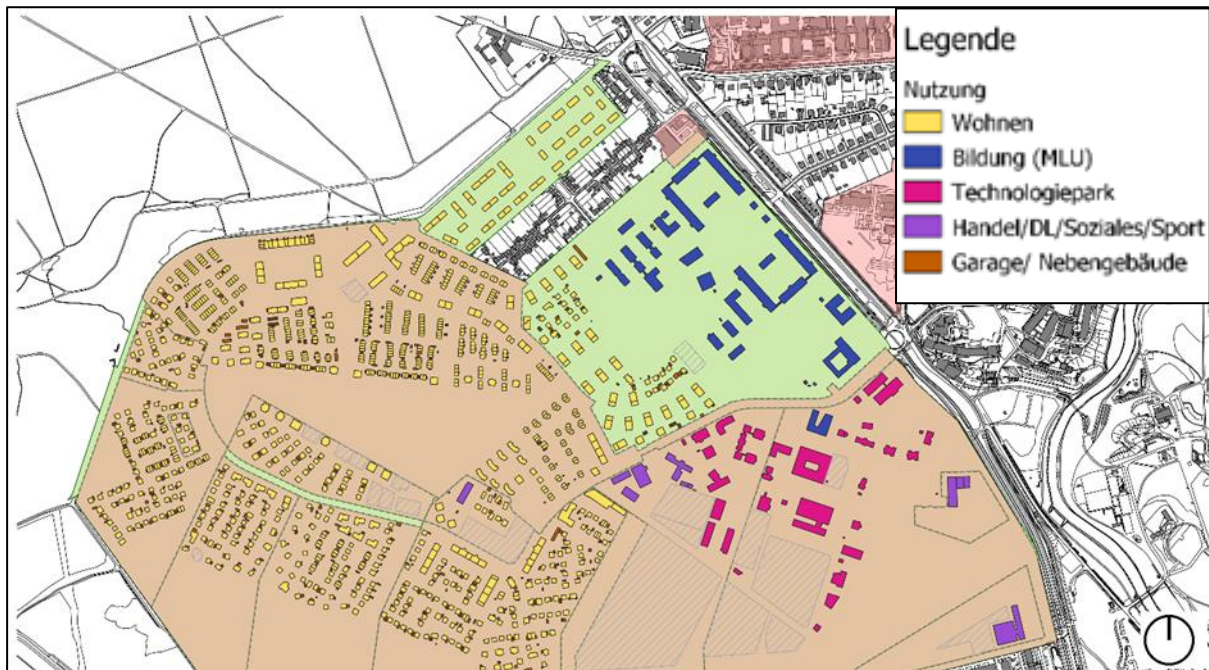 Legende
Nutzung
Wohnen
Bildung (MLU)
Technologiepark
Handel/DL/Soziales/Sport
Garage/ Nebengebäude